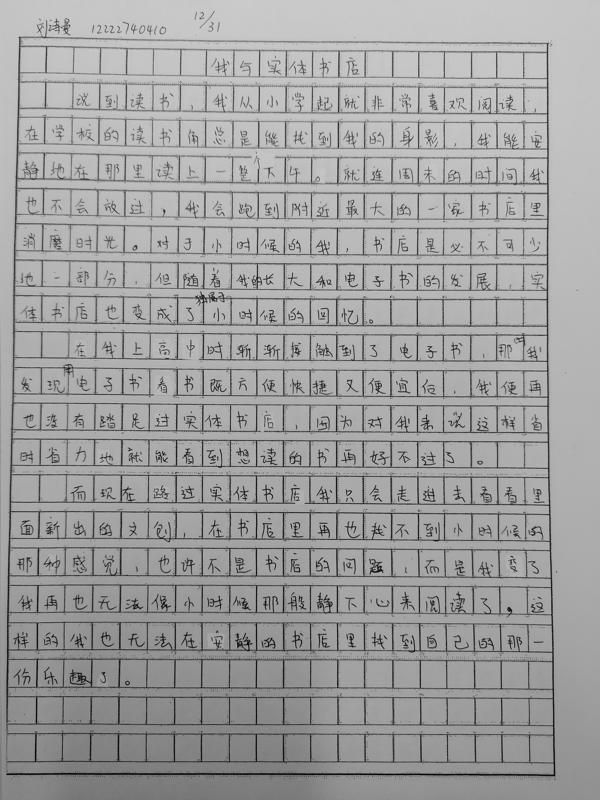 刘诗曼 12222740410 12/31
我与实体书店
说到读书，我从小学起就非常喜欢阅读，
在学校的读书角总是能找到我的身影，我能安
静地在那里读上一整个下午。就连周末的时间我
也不会放过，我会跑到附近最大的一家书店里
消磨时光。对于小时候的我，书店是必不可少
地一部分，但随着我的长大和电子书的发展，实
体书店也变成了独属于小时候的回忆。
在我上高中时渐渐接触到了电子书，那时我
发现用电子书看书既方便快捷又便宜后，我便再
也没有踏足过实体书店，因为对我来说这样省
时省力地就能看到想读的书再好不过了。
而现在路过实体书店我只会走进去看看里
面新出的文创，在书店里再也找不到小时候的
那种感觉，也许不是书店的问题，而是我变了
我再也无法像小时候那般静下心来阅读了，这
样的我也无法在安静的书店里找到自己的那一
份乐趣了。